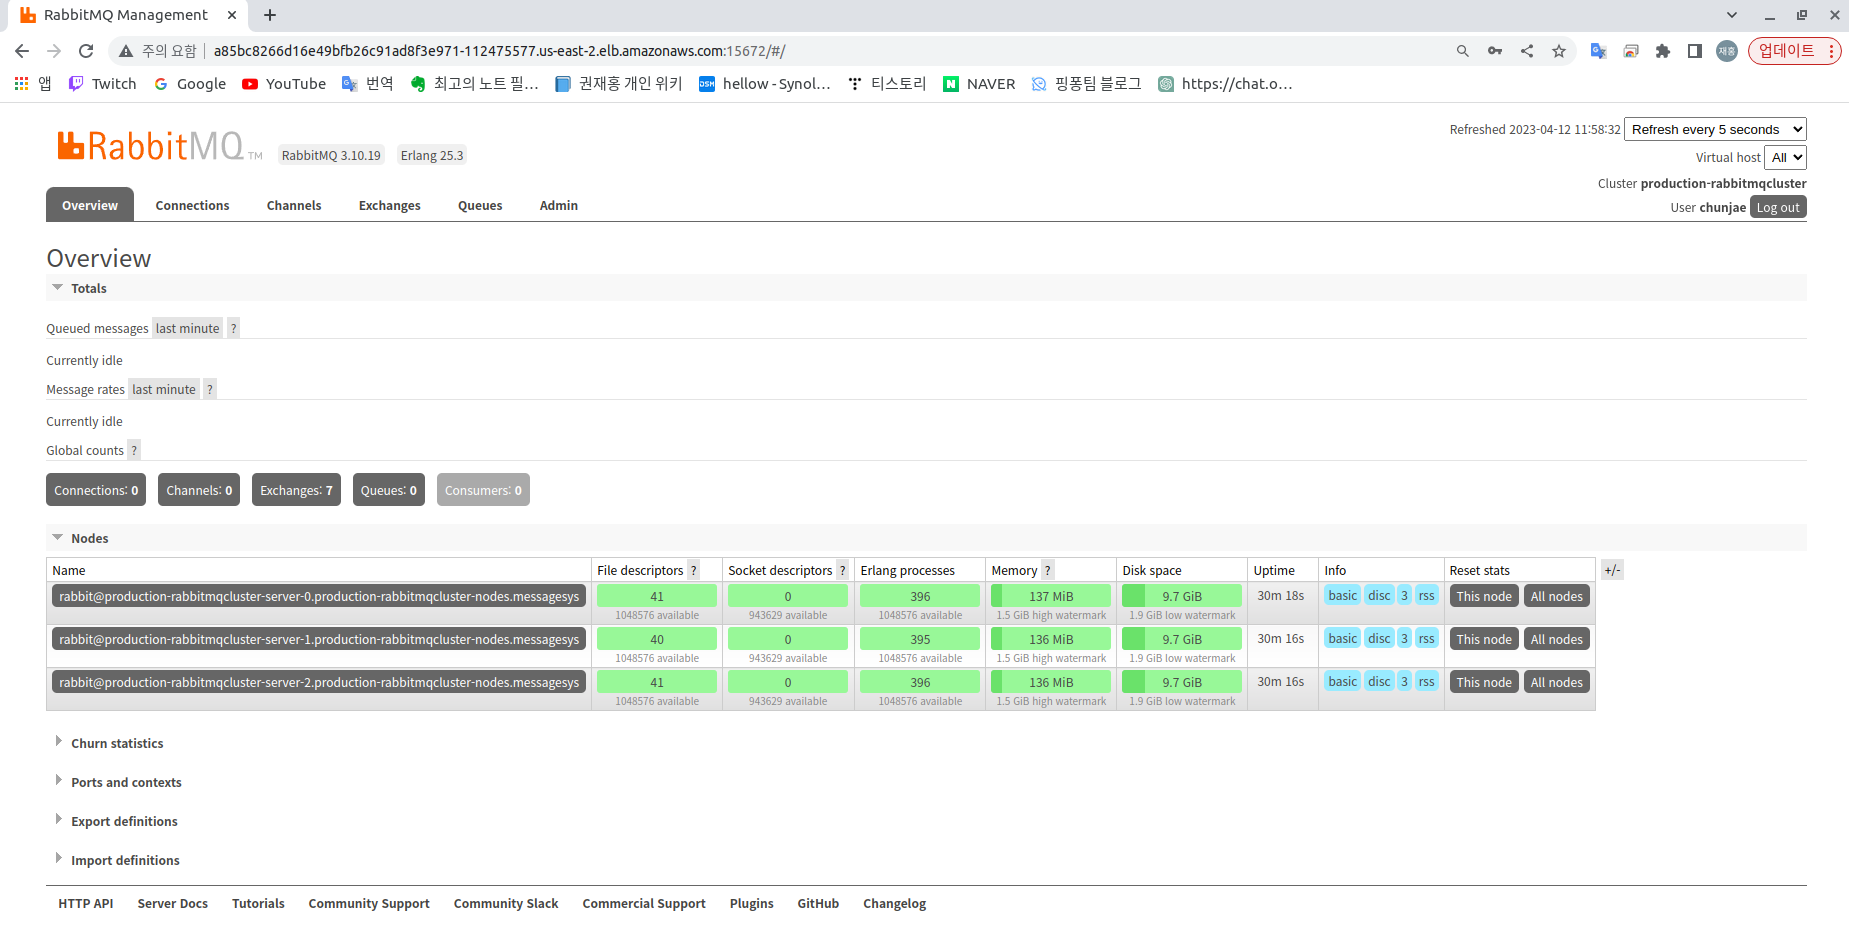 RabbitMQ Management
주의 요함 a85bc8266d16e49bfb26c91ad8f3e971-112475577.us-east-2.elb.amazonaws.com:15672/#/ 재홍 업데이트
앱 Twitch Google YouTube 번역 최고의 노트 필… 권재홍 개인 위키 DSM hellow - Synol… 티스토리 NAVER 핑퐁팀 블로그 https://chat.o…
RabbitMQ TM RabbitMQ 3.10.19 Erlang 25.3
Refreshed 2023-04-12 11:58:32 Refresh every 5 seconds
Virtual host All
Cluster production-rabbitmqcluster
User chunjae Log out
Overview Connections Channels Exchanges Queues Admin
Overview
Totals
Queued messages last minute ?
Currently idle
Message rates last minute ?
Currently idle
Global counts ?
Connections: 0 Channels: 0 Exchanges: 7 Queues: 0 Consumers: 0
Nodes
Name File descriptors ? Socket descriptors ? Erlang processes Memory ? Disk space Uptime Info Reset stats +/-
rabbit@production-rabbitmqcluster-server-0.production-rabbitmqcluster-nodes.messagesys 41 0 396 137 MiB 9.7 GiB 30m 18s basic disc 3 rss This node All nodes
1048576 available 943629 available 1048576 available 1.5 GiB high watermark 1.9 GiB low watermark
rabbit@production-rabbitmqcluster-server-1.production-rabbitmqcluster-nodes.messagesys 40 0 395 136 MiB 9.7 GiB 30m 16s basic disc 3 rss This node All nodes
1048576 available 943629 available 1048576 available 1.5 GiB high watermark 1.9 GiB low watermark
rabbit@production-rabbitmqcluster-server-2.production-rabbitmqcluster-nodes.messagesys 41 0 396 136 MiB 9.7 GiB 30m 16s basic disc 3 rss This node All nodes
1048576 available 943629 available 1048576 available 1.5 GiB high watermark 1.9 GiB low watermark
Churn statistics
Ports and contexts
Export definitions
Import definitions
HTTP API Server Docs Tutorials Community Support Community Slack Commercial Support Plugins GitHub Changelog